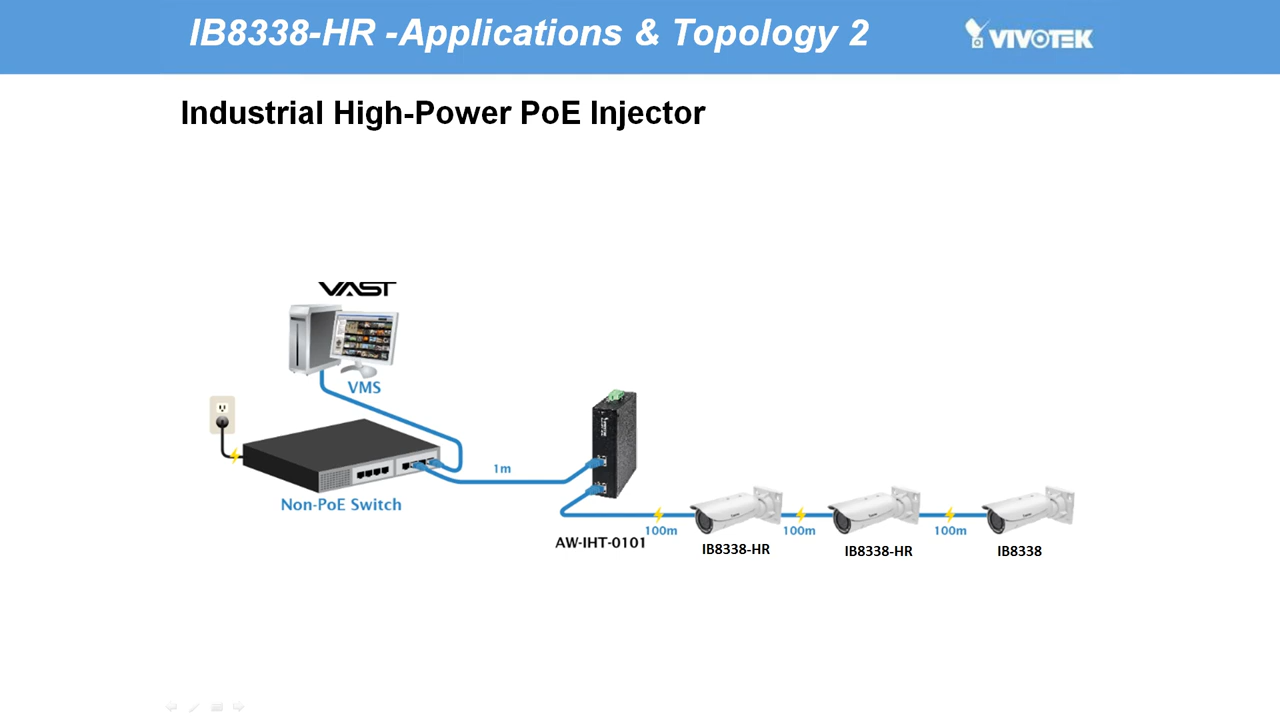 IB8338-HR -Applications & Topology 2
VIVOTEK
Industrial High-Power PoE Injector
VAST
VMS
1m
Non-PoE Switch
100m
100m
100m
AW-IHT-0101
IB8338-HR
IB8338-HR
IB8338